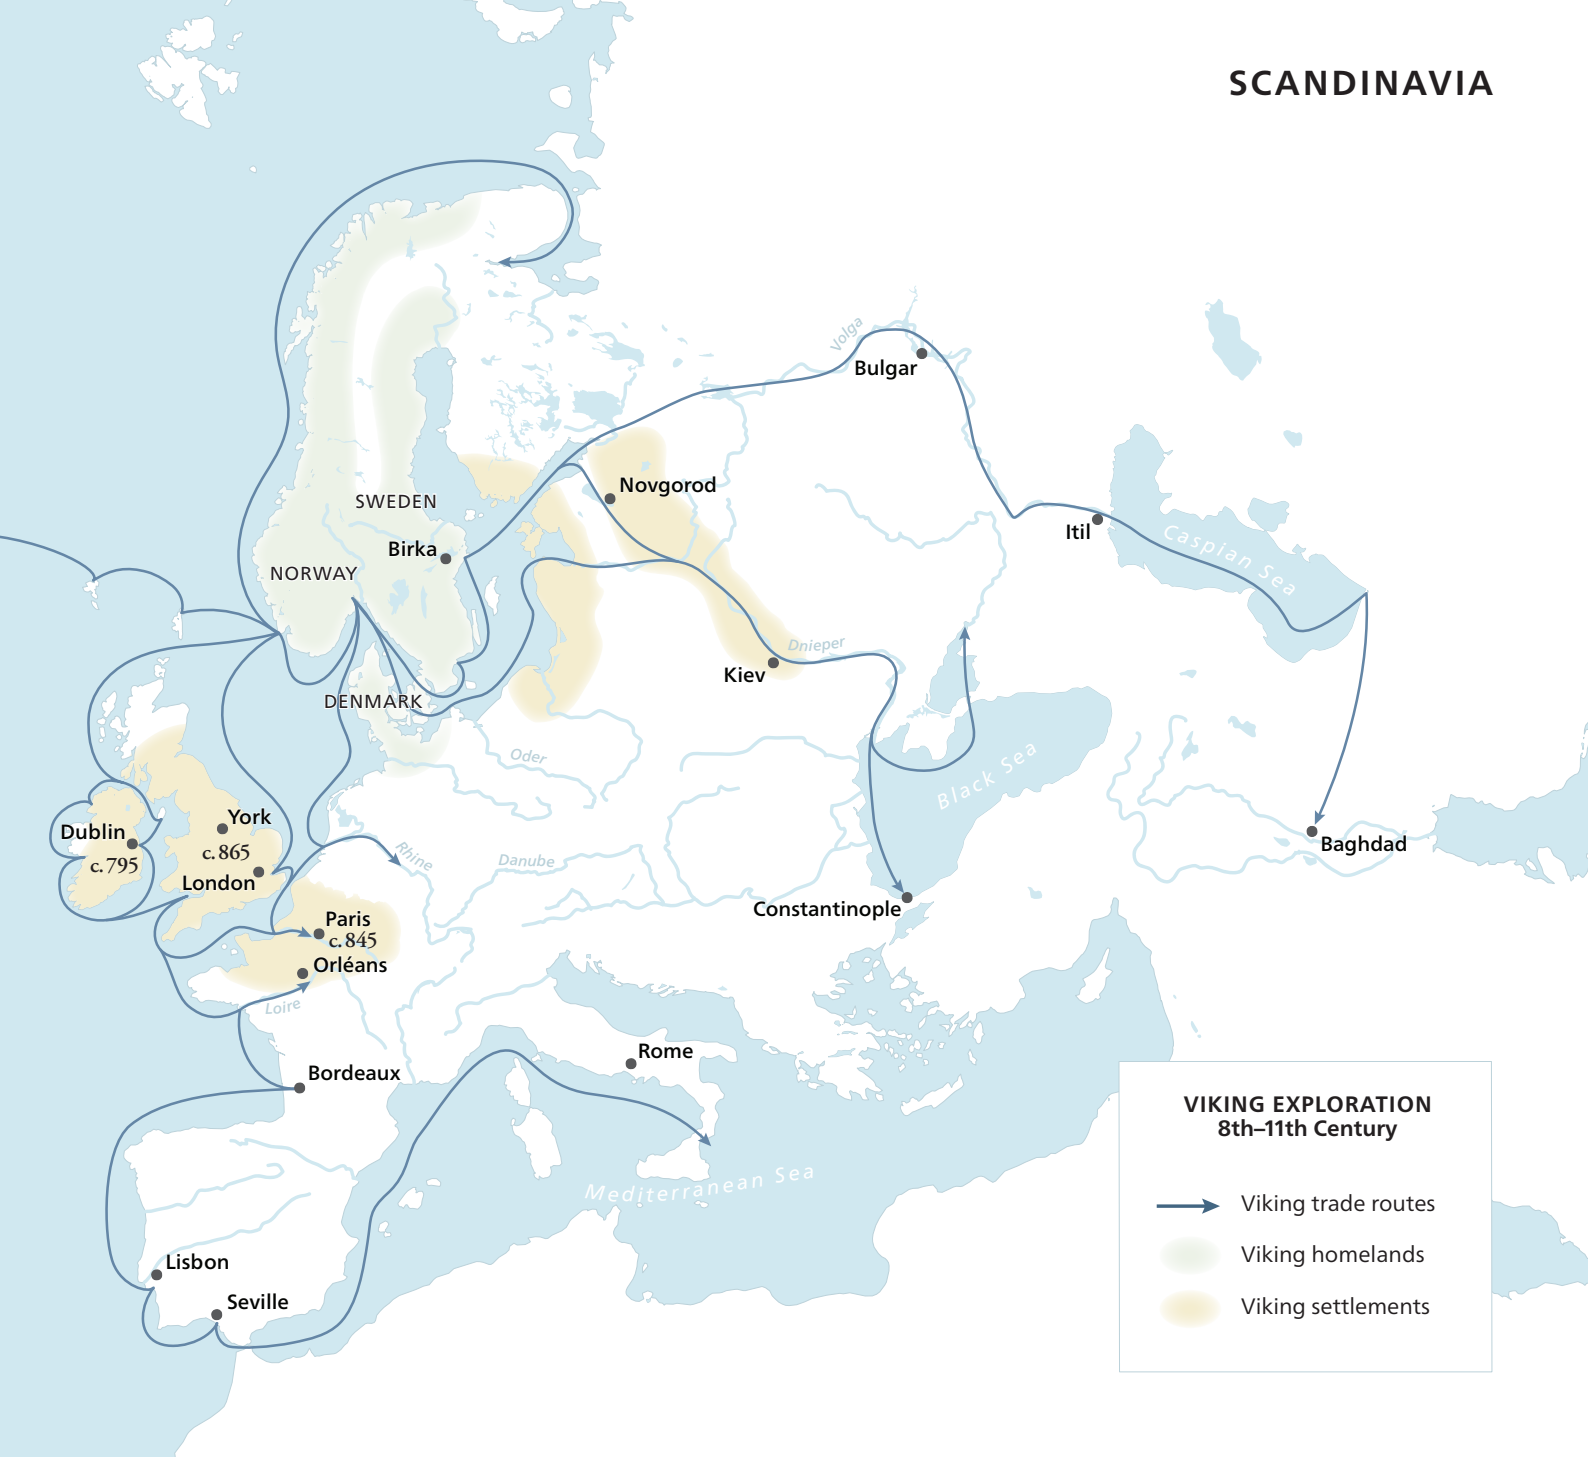 SCANDINAVIA
Volga
Bulgar
Novgorod
SWEDEN
Itil
Caspian Sea
Birka
NORWAY
Dnieper
Kiev
DENMARK
Oder
Black Sea
York
Dublin
c. 865
c. 795
London
Rhine
Danube
Baghdad
Constantinople
Paris
c. 845
Orléans
Loire
Rome
Bordeaux
Mediterranean Sea
Lisbon
Seville
VIKING EXPLORATION
8th–11th Century
Viking trade routes
Viking homelands
Viking settlements